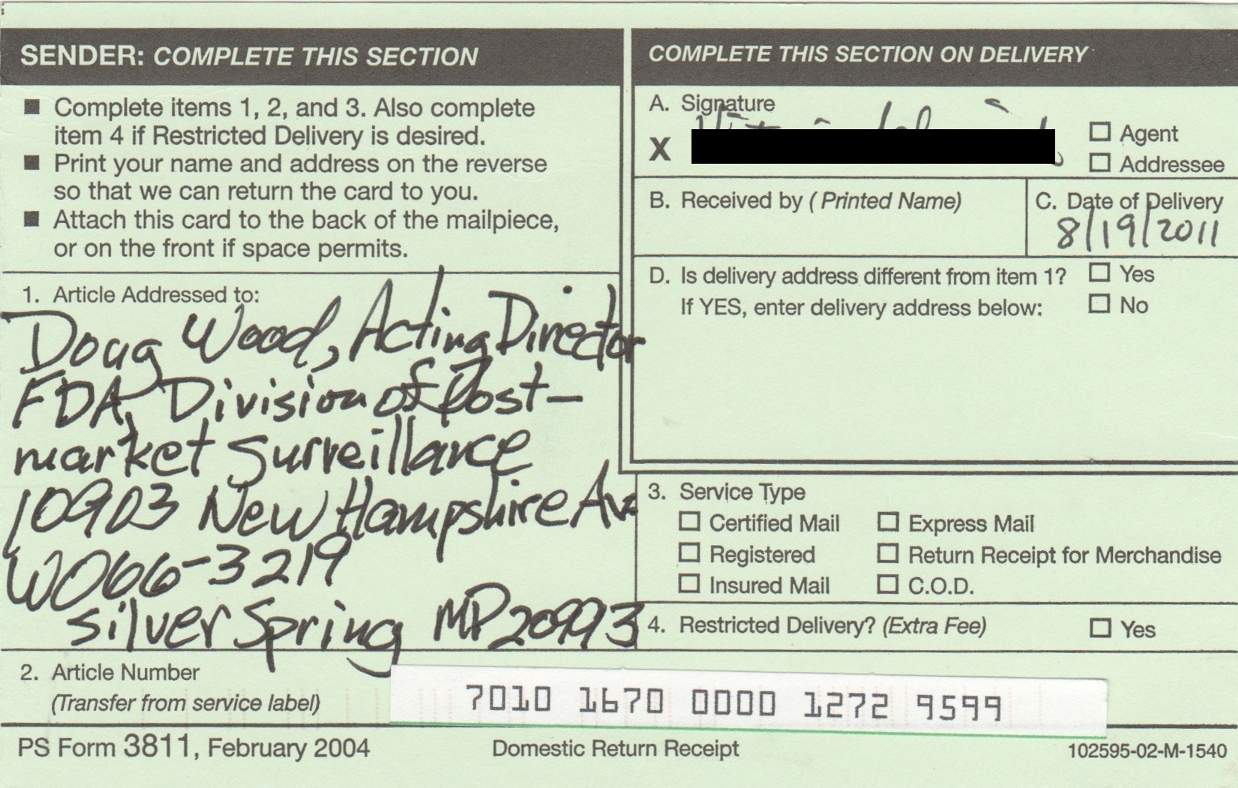 SENDER: COMPLETE THIS SECTION
■ Complete items 1, 2, and 3. Also complete
item 4 if Restricted Delivery is desired.
■ Print your name and address on the reverse
so that we can return the card to you.
■ Attach this card to the back of the mailpiece,
or on the front if space permits.
1. Article Addressed to:
Doug Wood, Acting Director
FDA, Division of Post-
market Surveillance
10903 New Hampshire Av.
WO66-3219
Silver Spring MD 20993
2. Article Number
(Transfer from service label)
7010 1670 0000 1272 9599
COMPLETE THIS SECTION ON DELIVERY
A. Signature
X
☐ Agent
☐ Addressee
B. Received by (Printed Name)
C. Date of Delivery
8/19/2011
D. Is delivery address different from item 1? ☐ Yes
If YES, enter delivery address below: ☐ No
3. Service Type
☐ Certified Mail ☐ Express Mail
☐ Registered ☐ Return Receipt for Merchandise
☐ Insured Mail ☐ C.O.D.
4. Restricted Delivery? (Extra Fee) ☐ Yes
PS Form 3811, February 2004 Domestic Return Receipt 102595-02-M-1540